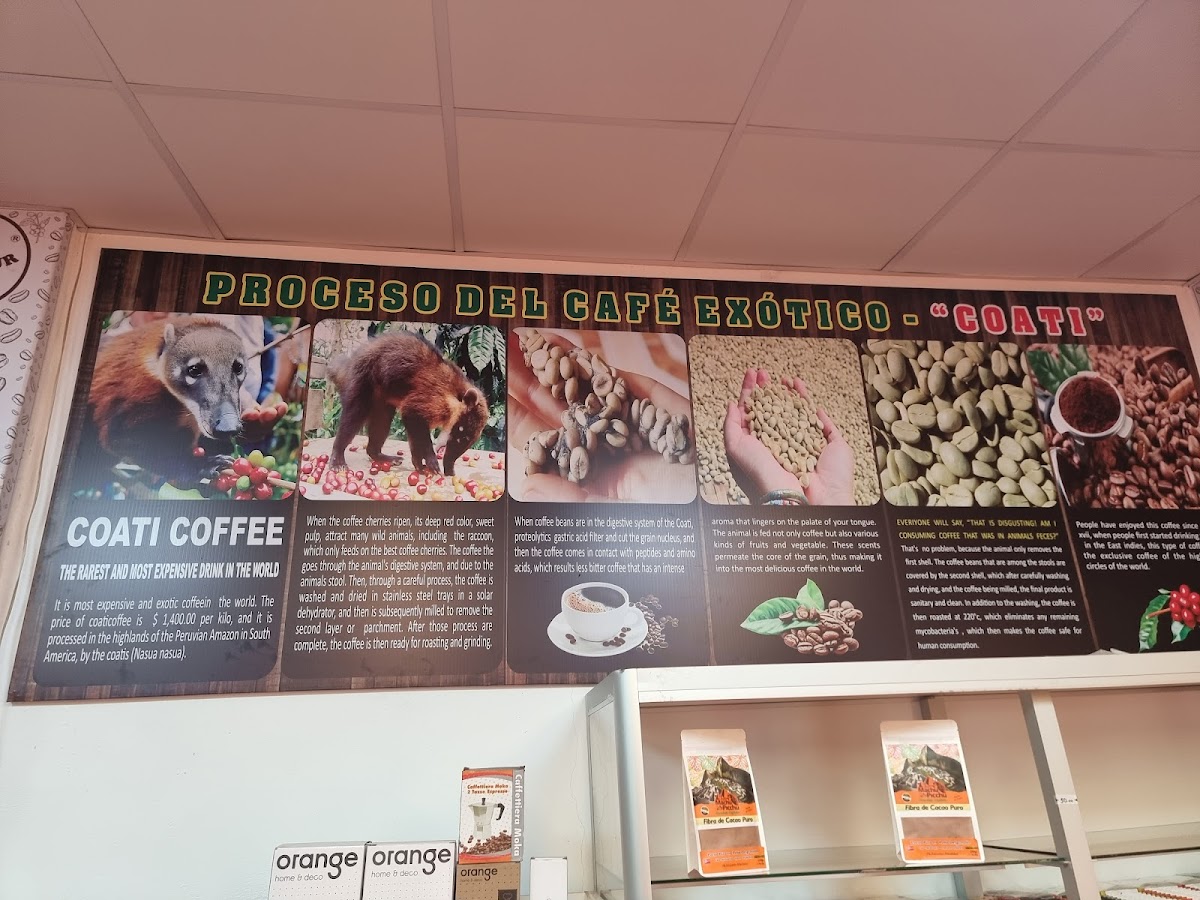 PROCESO DEL CAFÉ EXÓTICO - "COATI"
COATI COFFEE
THE RAREST AND MOST EXPENSIVE DRINK IN THE WORLD
It is most expensive and exotic coffeein the world. The
price of coaticoffee is $ 1,400.00 per kilo, and it is
processed in the highlands of the Peruvian Amazon in South
America, by the coatis (Nasua nasua).
When the coffee cherries ripen, its deep red color, sweet
pulp, attract many wild animals, including the raccoon,
which only feeds on the best coffee cherries. The coffee the
goes through the animal's digestive system, and due to the
animals stool. Then, through a careful process, the coffee is
washed and dried in stainless steel trays in a solar
dehydrator, and then is subsequently milled to remove the
second layer or parchment. After those process are
complete, the coffee is then ready for roasting and grinding.
When coffee beans are in the digestive system of the Coati,
proteolytics gastric acid filter and cut the grain nucleus, and
then the coffee comes in contact with peptides and amino
acids, which results less bitter coffee that has an intense
aroma that lingers on the palate of your tongue.
The animal is fed not only coffee but also various
kinds of fruits and vegetable. These scents
permeate the core of the grain, thus making it
into the most delicious coffee in the world.
EVERYONE WILL SAY, "THAT IS DISGUSTING! AM I
CONSUMING COFFEE THAT WAS IN ANIMALS FECES?"
That's no problem, because the animal only removes the
first shell. The coffee beans that are among the stools are
covered by the second shell, which after carefully washing
and drying, and the coffee being milled, the final product is
sanitary and clean. In addition to the washing, the coffee is
then roasted at 220°c, which eliminates any remaining
mycobacteria's , which then makes the coffee safe for
human consumption.
People have enjoyed this coffee since
xvii, when people first started drinking
in the East indies, this type of
the exclusive coffee of the
circles of the world.
®
Caffettiera Moka
2 Tazze Espresso
Caffettiera Moka
orange
home & deco
orange
home & deco
orange
Machu
Picchu
Fibra de Cacao Puro
Machu
Picchu
Fibra de Cacao Puro